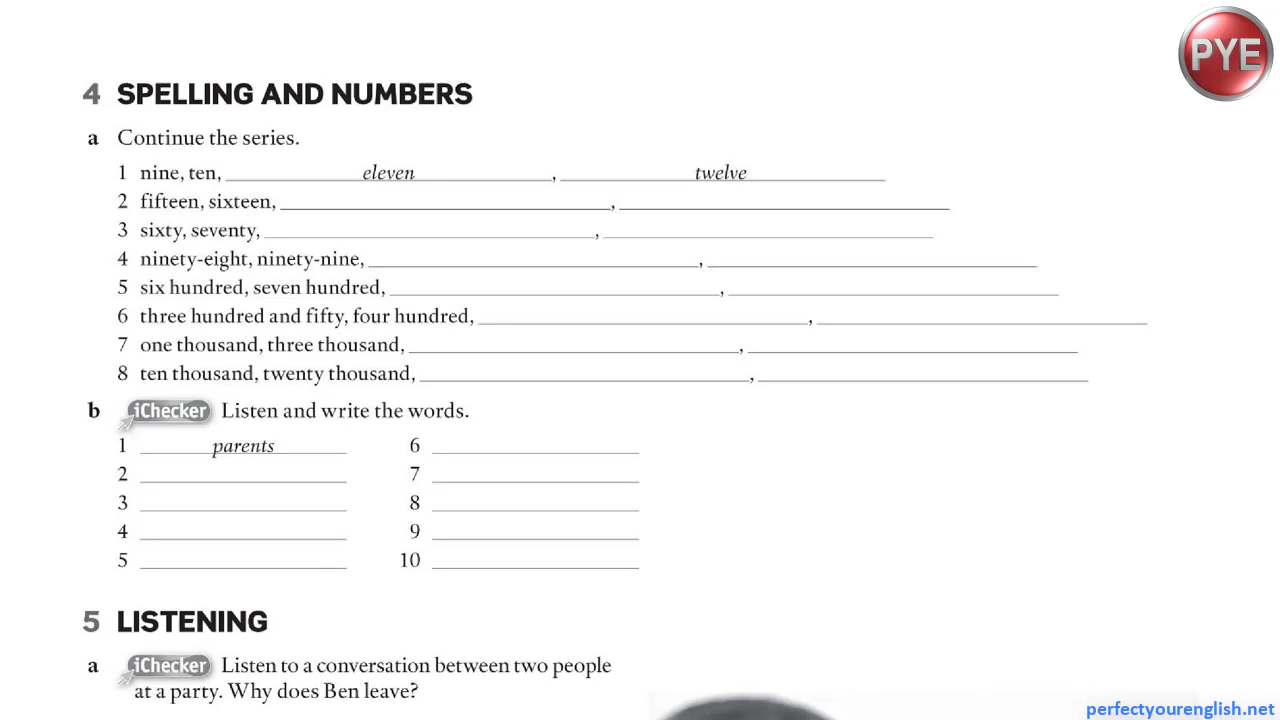 PYE
4 SPELLING AND NUMBERS
a Continue the series.
1 nine, ten, eleven, twelve
2 fifteen, sixteen, ,
3 sixty, seventy, ,
4 ninety-eight, ninety-nine, ,
5 six hundred, seven hundred, ,
6 three hundred and fifty, four hundred, ,
7 one thousand, three thousand, ,
8 ten thousand, twenty thousand, ,
b iChecker Listen and write the words.
1 parents 6
2 7
3 8
4 9
5 10
5 LISTENING
a iChecker Listen to a conversation between two people
at a party. Why does Ben leave?
perfectyourenglish.net